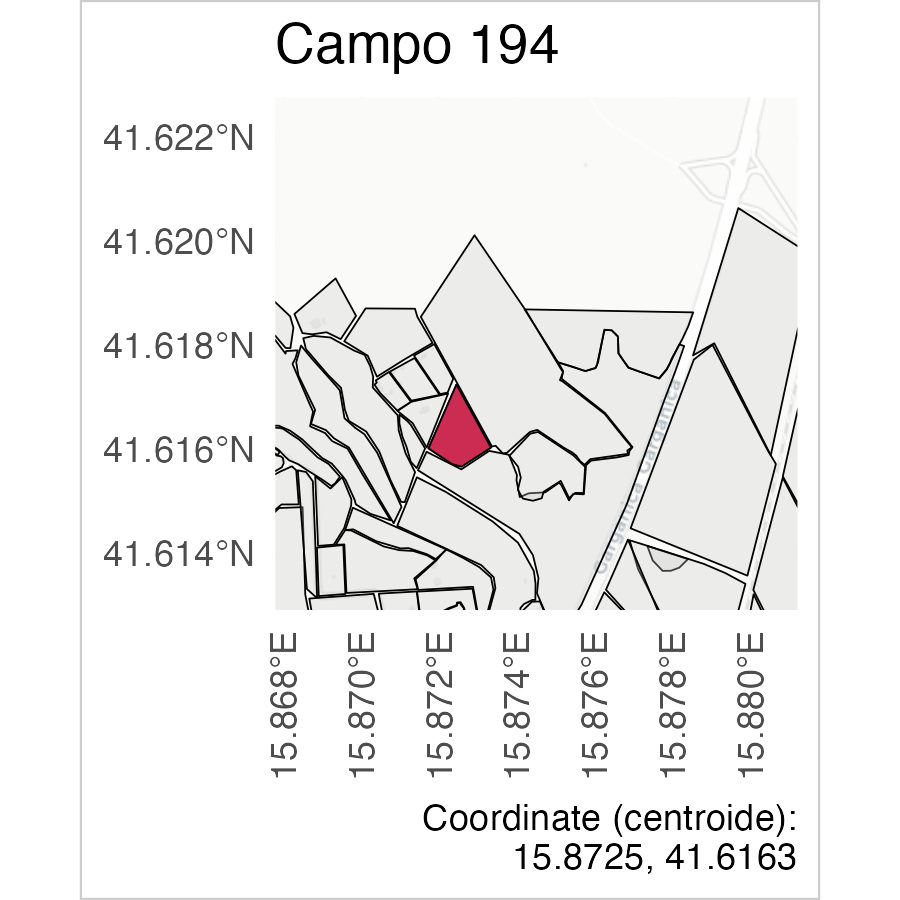 Campo 194
41.622°N
41.620°N
41.618°N
41.616°N
41.614°N
Garganica Garganica
15.868°E
15.870°E
15.872°E
15.874°E
15.876°E
15.878°E
15.880°E
Coordinate (centroide):
15.8725, 41.6163